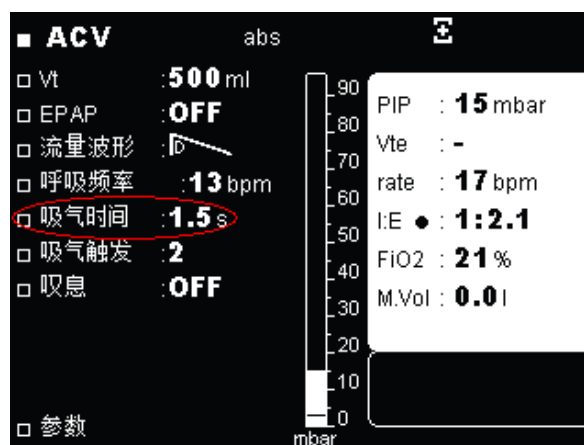 ACV abs
Vt :500 ml
EPAP :OFF
流量波形 :D
呼吸频率 :13 bpm
吸气时间 :1.5 s
吸气触发 :2
叹息 :OFF
参数
90
80
70
60
50
40
30
20
10
0
mbar
PIP : 15 mbar
Vte : -
rate : 17 bpm
I:E ● : 1:2.1
FiO2 : 21 %
M.Vol : 0.0 l